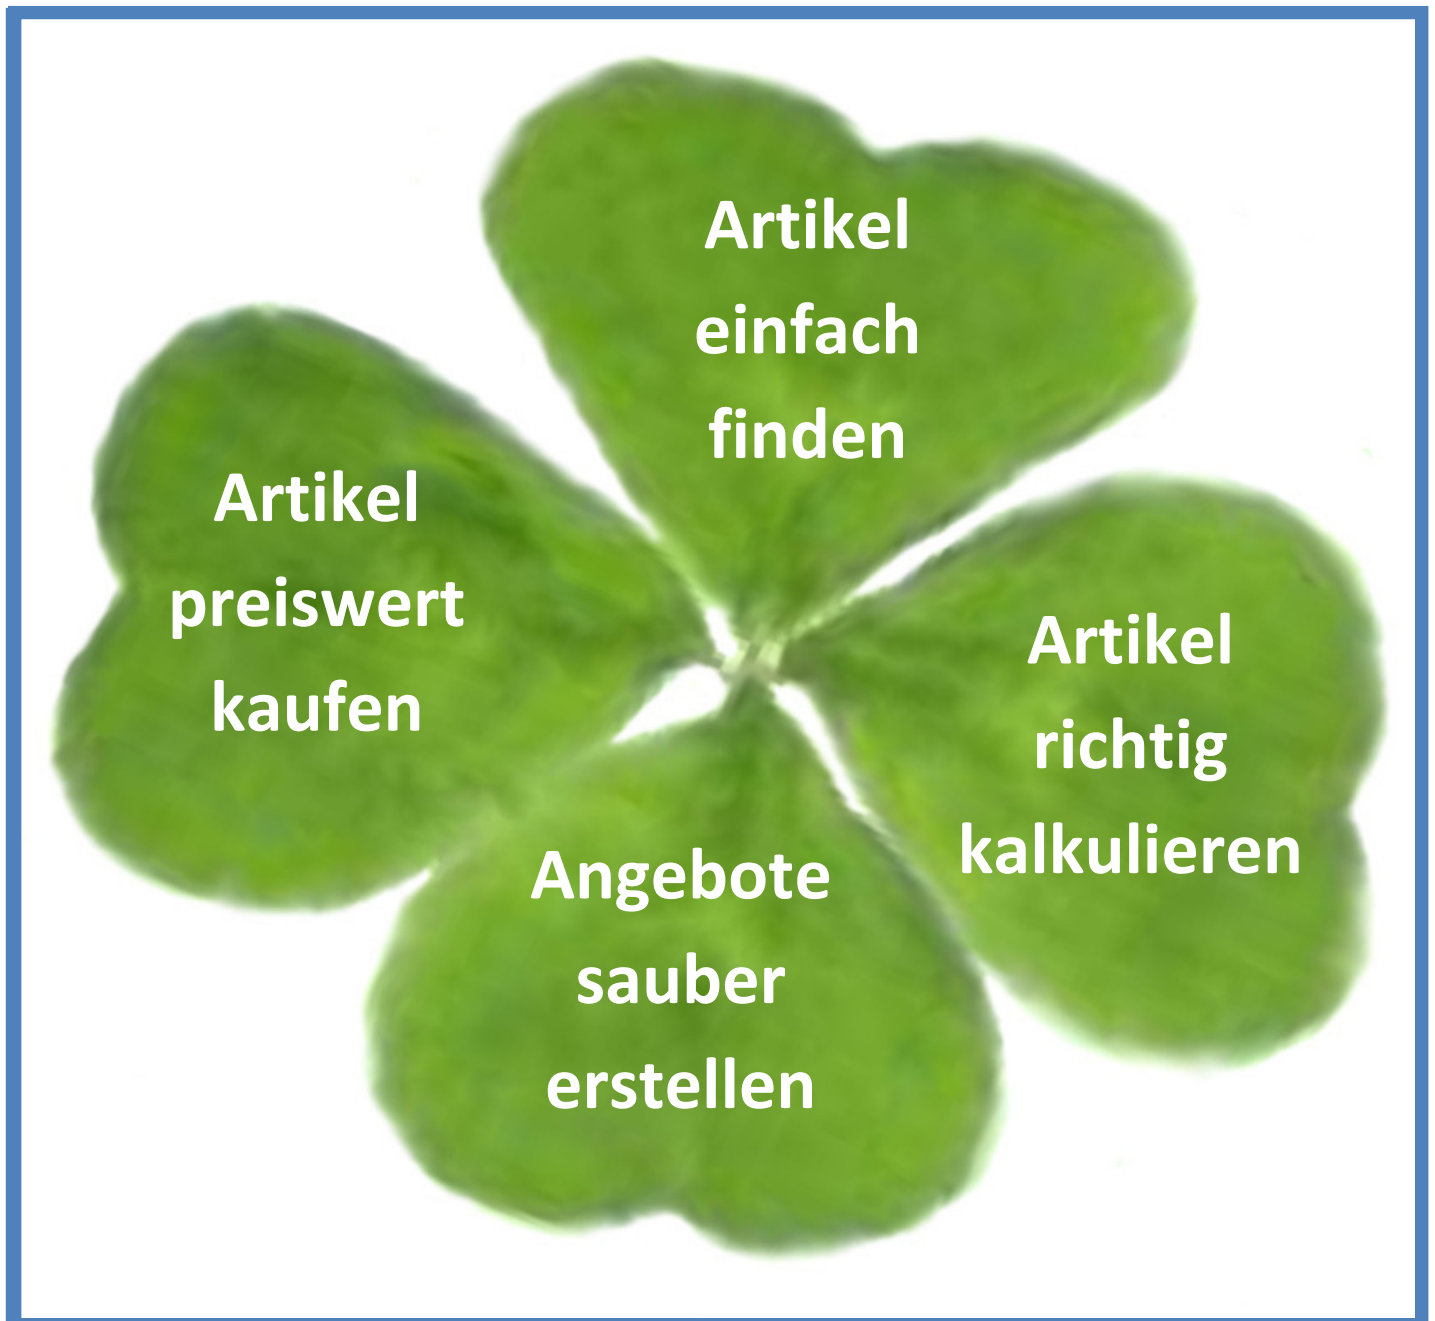 Artikel
einfach
finden
Artikel
preiswert
kaufen
Artikel
richtig
kalkulieren
Angebote
sauber
erstellen